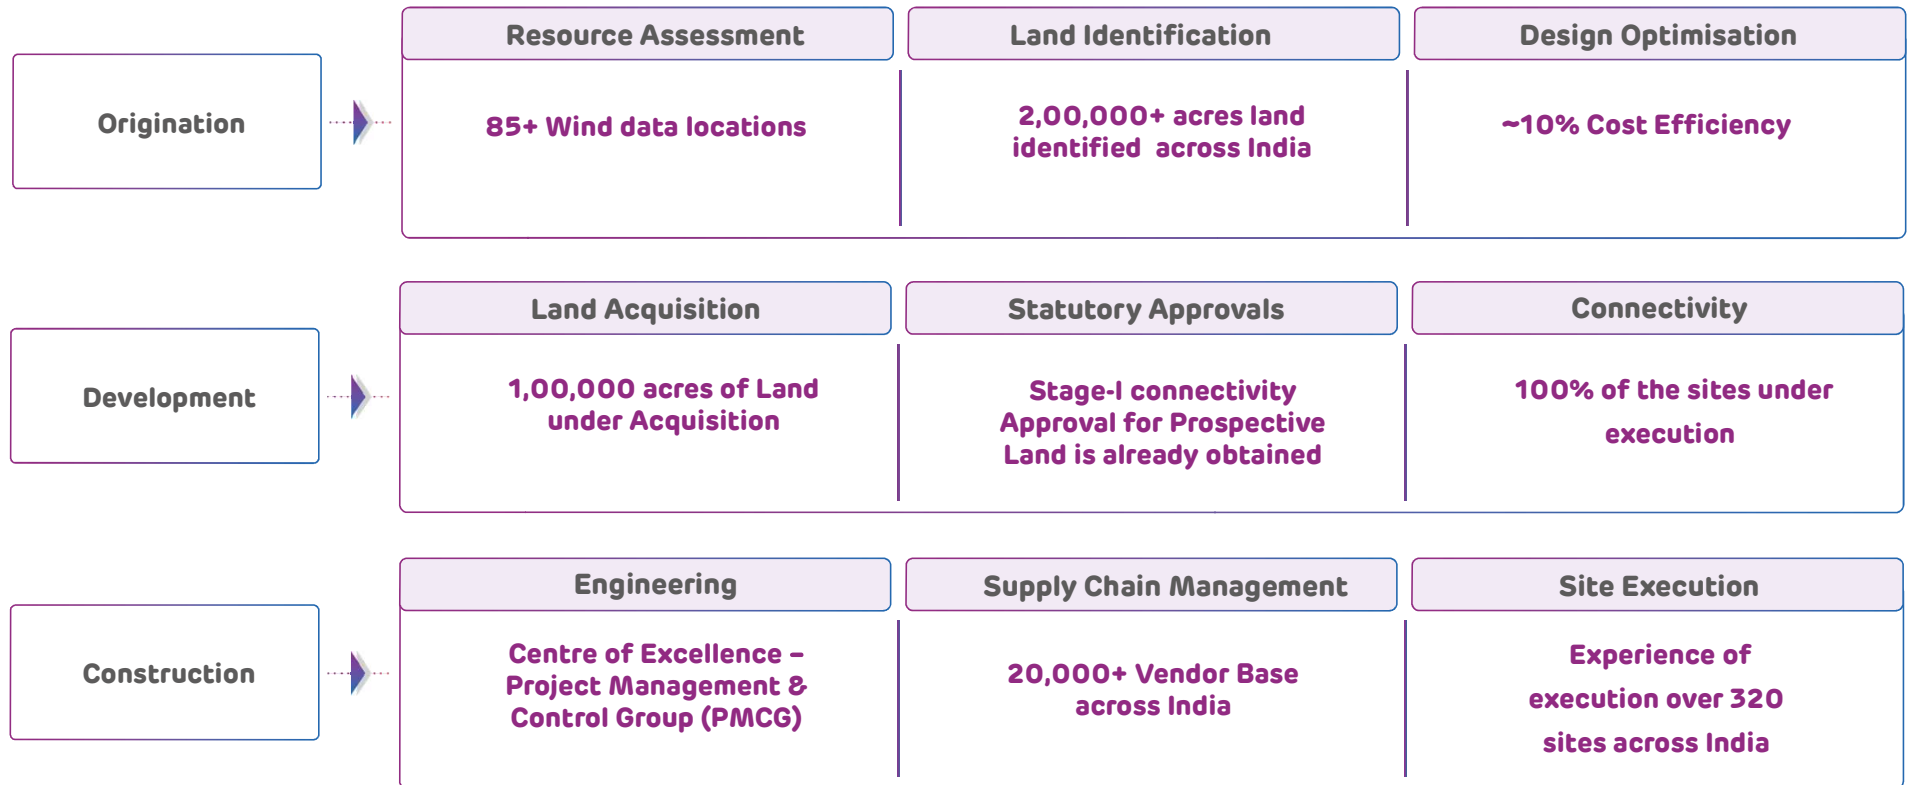 Origination
Resource Assessment
85+ Wind data locations
Land Identification
2,00,000+ acres land
identified across India
Design Optimisation
~10% Cost Efficiency
Development
Land Acquisition
1,00,000 acres of Land
under Acquisition
Statutory Approvals
Stage-I connectivity
Approval for Prospective
Land is already obtained
Connectivity
100% of the sites under
execution
Construction
Engineering
Centre of Excellence –
Project Management &
Control Group (PMCG)
Supply Chain Management
20,000+ Vendor Base
across India
Site Execution
Experience of
execution over 320
sites across India